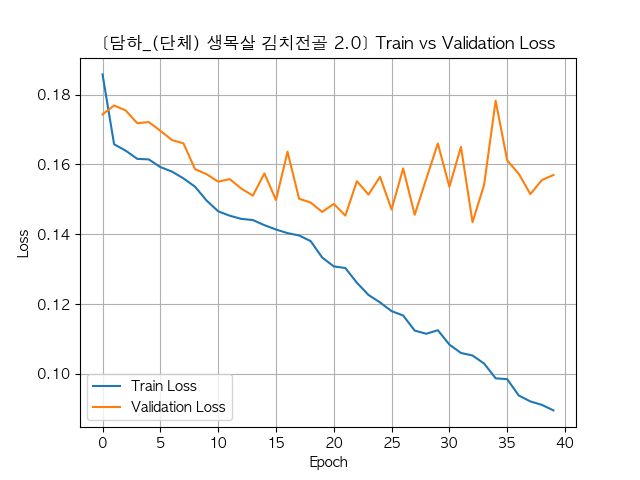 [담하_(단체) 생목살 김치전골 2.0] Train vs Validation Loss
0.18
0.16
0.14
0.12
0.10
Loss
Train Loss
Validation Loss
0 5 10 15 20 25 30 35 40
Epoch